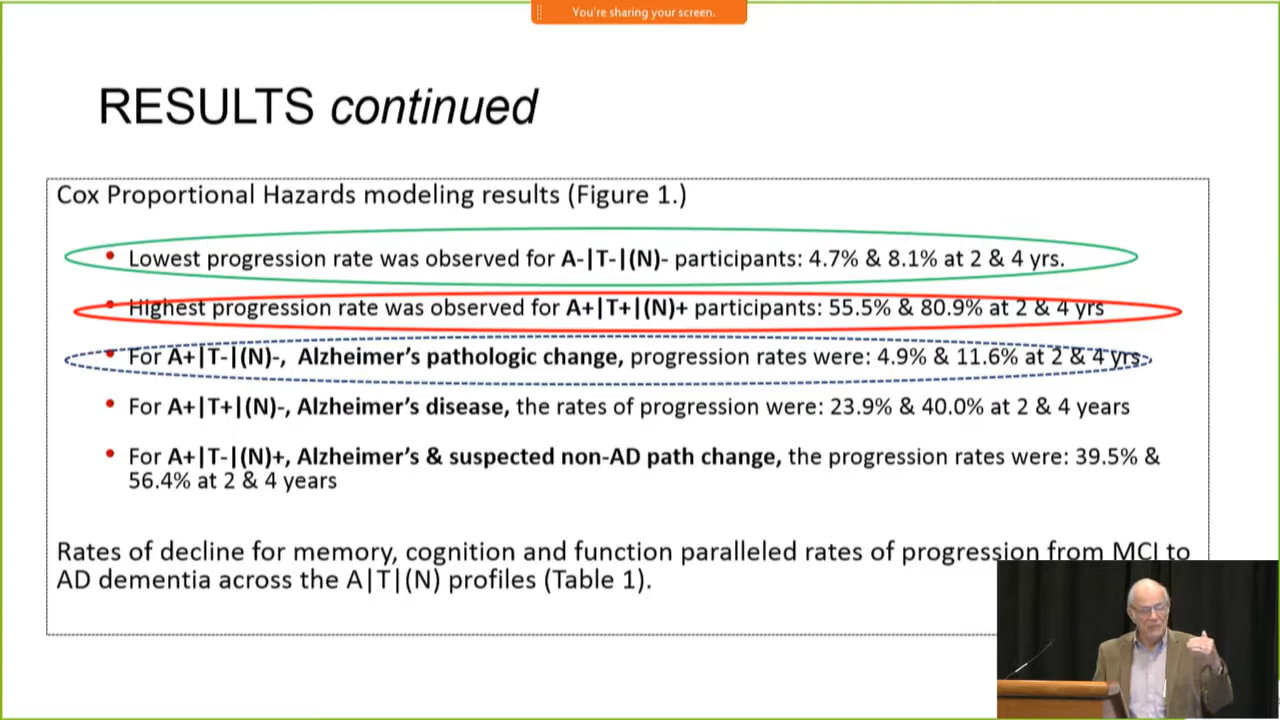 You're sharing your screen.
RESULTS continued
Cox Proportional Hazards modeling results (Figure 1.)
• Lowest progression rate was observed for A-|T-|(N)- participants: 4.7% & 8.1% at 2 & 4 yrs.
• Highest progression rate was observed for A+|T+|(N)+ participants: 55.5% & 80.9% at 2 & 4 yrs
• For A+|T-|(N)-, Alzheimer's pathologic change, progression rates were: 4.9% & 11.6% at 2 & 4 yrs.
• For A+|T+|(N)-, Alzheimer's disease, the rates of progression were: 23.9% & 40.0% at 2 & 4 years
• For A+|T-|(N)+, Alzheimer's & suspected non-AD path change, the progression rates were: 39.5% &
56.4% at 2 & 4 years
Rates of decline for memory, cognition and function paralleled rates of progression from MCI to
AD dementia across the A|T|(N) profiles (Table 1).